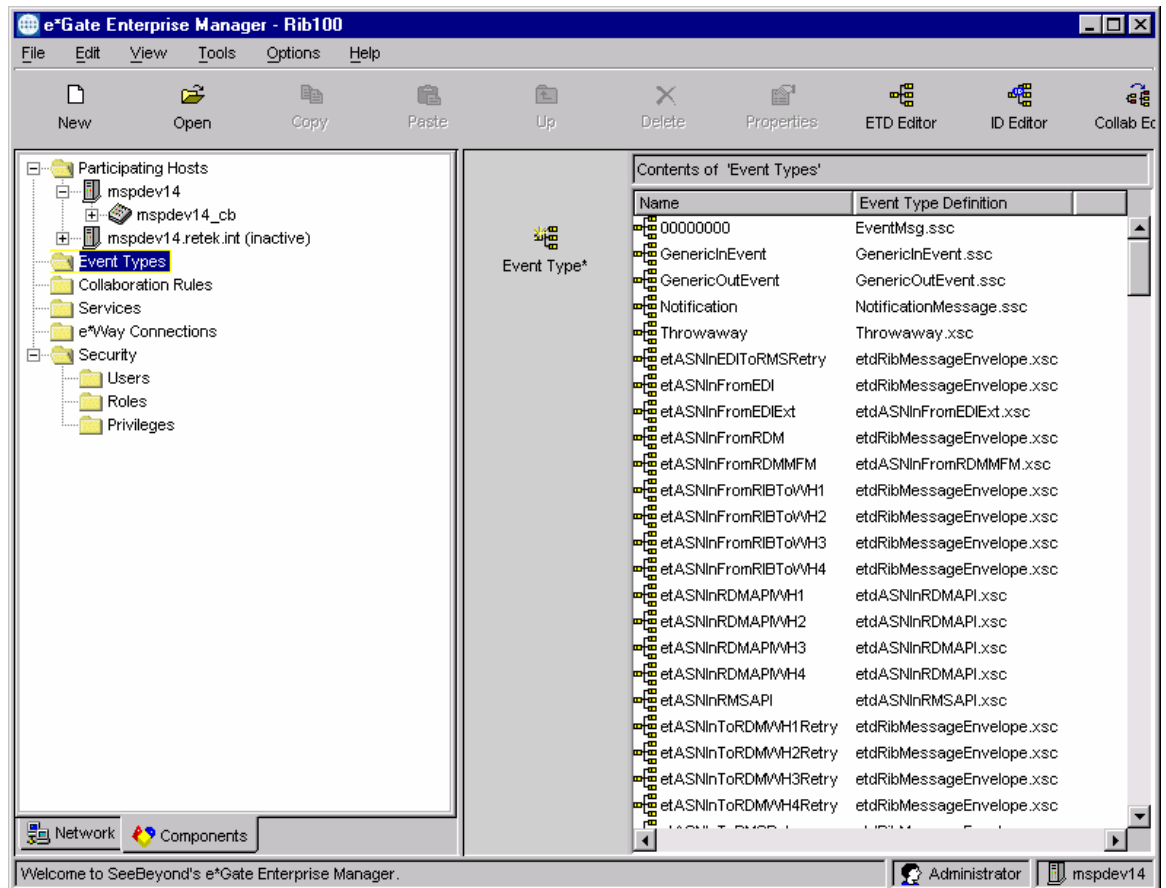 e*Gate Enterprise Manager - Rib100
File Edit View Tools Options Help
New Open Copy Paste Up Delete Properties ETD Editor ID Editor Collab Ec
Participating Hosts
mspdev14
mspdev14_cb
mspdev14.retek.int (inactive)
Event Types
Collaboration Rules
Services
e*Way Connections
Security
Users
Roles
Privileges
Network Components
Event Type*
Contents of 'Event Types'
Name Event Type Definition
00000000 EventMsg.ssc
GenericInEvent GenericInEvent.ssc
GenericOutEvent GenericOutEvent.ssc
Notification NotificationMessage.ssc
Throwaway Throwaway.xsc
etASNInEDIToRMSRetry etdRibMessageEnvelope.xsc
etASNInFromEDI etdRibMessageEnvelope.xsc
etASNInFromEDIExt etdASNInFromEDIExt.xsc
etASNInFromRDM etdRibMessageEnvelope.xsc
etASNInFromRDMMFM etdASNInFromRDMMFM.xsc
etASNInFromRIBToWH1 etdRibMessageEnvelope.xsc
etASNInFromRIBToWH2 etdRibMessageEnvelope.xsc
etASNInFromRIBToWH3 etdRibMessageEnvelope.xsc
etASNInFromRIBToWH4 etdRibMessageEnvelope.xsc
etASNInRDMAPIWH1 etdASNInRDMAPI.xsc
etASNInRDMAPIWH2 etdASNInRDMAPI.xsc
etASNInRDMAPIWH3 etdASNInRDMAPI.xsc
etASNInRDMAPIWH4 etdASNInRDMAPI.xsc
etASNInRMSAPI etdASNInRMSAPI.xsc
etASNInToRDMWH1Retry etdRibMessageEnvelope.xsc
etASNInToRDMWH2Retry etdRibMessageEnvelope.xsc
etASNInToRDMWH3Retry etdRibMessageEnvelope.xsc
etASNInToRDMWH4Retry etdRibMessageEnvelope.xsc
Welcome to SeeBeyond's e*Gate Enterprise Manager. Administrator mspdev14